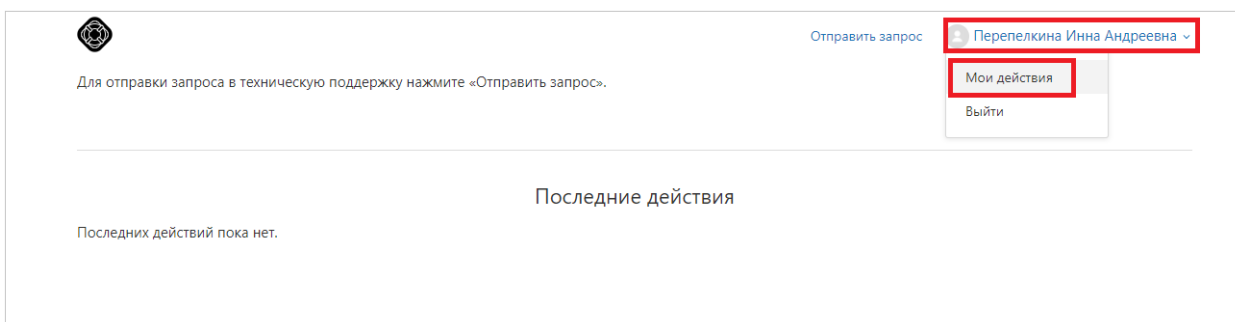 Отправить запрос
Перепелкина Инна Андреевна
Для отправки запроса в техническую поддержку нажмите «Отправить запрос».
Мои действия
Выйти
Последние действия
Последних действий пока нет.